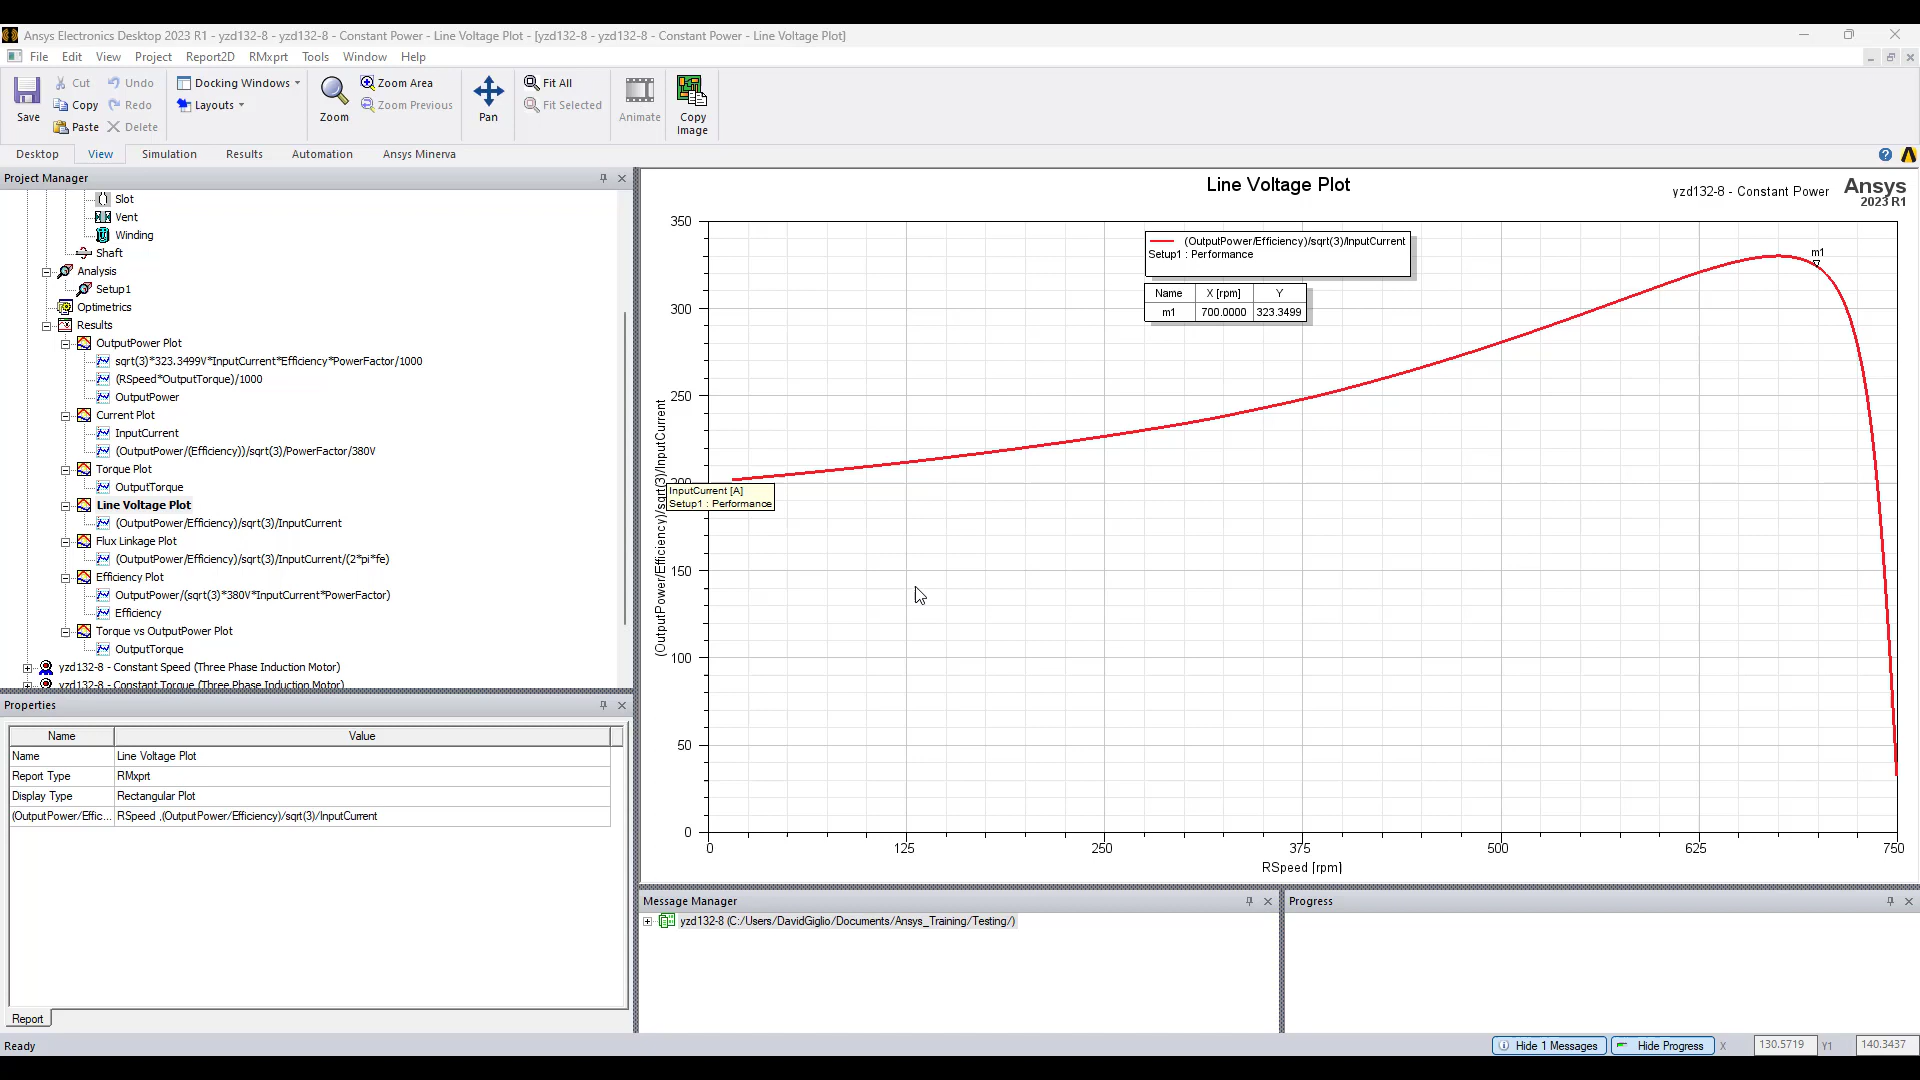 Ansys Electronics Desktop 2023 R1 - yzd132-8 - yzd132-8 - Constant Power - Line Voltage Plot - [yzd132-8 - yzd132-8 - Constant Power - Line Voltage Plot]
File Edit View Project Report2D RMxprt Tools Window Help
Save
Cut
Copy
Paste
Undo
Redo
Delete
Docking Windows
Layouts
Zoom
Zoom Area
Zoom Previous
Pan
Fit All
Fit Selected
Animate
Copy
Image
Desktop View Simulation Results Automation Ansys Minerva
Project Manager
Slot
Vent
Winding
Shaft
Analysis
Setup1
Optimetrics
Results
OutputPower Plot
sqrt(3)*323.3499V*InputCurrent*Efficiency*PowerFactor/1000
(RSpeed*OutputTorque)/1000
OutputPower
Current Plot
InputCurrent
(OutputPower/(Efficiency))/sqrt(3)/PowerFactor/380V
Torque Plot
OutputTorque
Line Voltage Plot
(OutputPower/Efficiency)/sqrt(3)/InputCurrent
Flux Linkage Plot
(OutputPower/Efficiency)/sqrt(3)/InputCurrent/(2*pi*fe)
Efficiency Plot
OutputPower/(sqrt(3)*380V*InputCurrent*PowerFactor)
Efficiency
Torque vs OutputPower Plot
OutputTorque
yzd132-8 - Constant Speed (Three Phase Induction Motor)
yzd132-8 - Constant Torque (Three Phase Induction Motor)
Properties
Name Value
Name Line Voltage Plot
Report Type RMxprt
Display Type Rectangular Plot
(OutputPower/Effic... RSpeed ,(OutputPower/Efficiency)/sqrt(3)/InputCurrent
Report
Line Voltage Plot
yzd132-8 - Constant Power
Ansys
2023 R1
350
300
250
200
150
100
50
0
(OutputPower/Efficiency)/sqrt(3)/InputCurrent
(OutputPower/Efficiency)/sqrt(3)/InputCurrent
Setup1 : Performance
Name X [rpm] Y
m1 700.0000 323.3499
m1
InputCurrent [A]
Setup1 : Performance
0 125 250 375 500 625 750
RSpeed [rpm]
Message Manager
yzd132-8 (C:/Users/DavidGiglio/Documents/Ansys_Training/Testing/)
Progress
Ready
Hide 1 Messages
Hide Progress
X 130.5719 Y1 140.3437